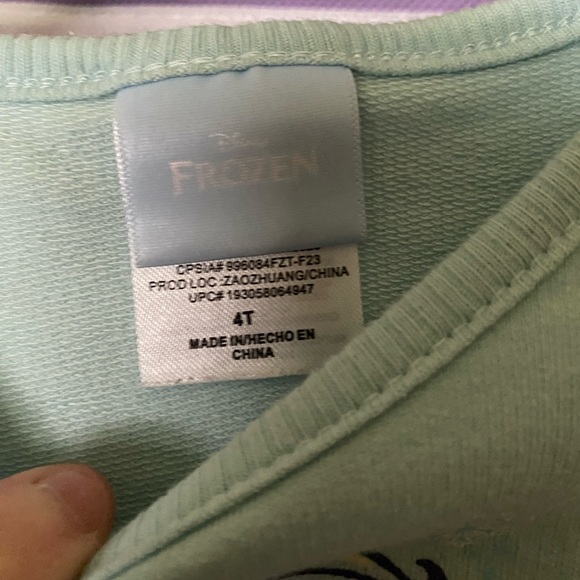 Disney
FROZEN
CPSIA# 996084FZT-F23
PROD LOC :ZAOZHUANG/CHINA
UPC# 193058064947
4T
MADE IN/HECHO EN
CHINA